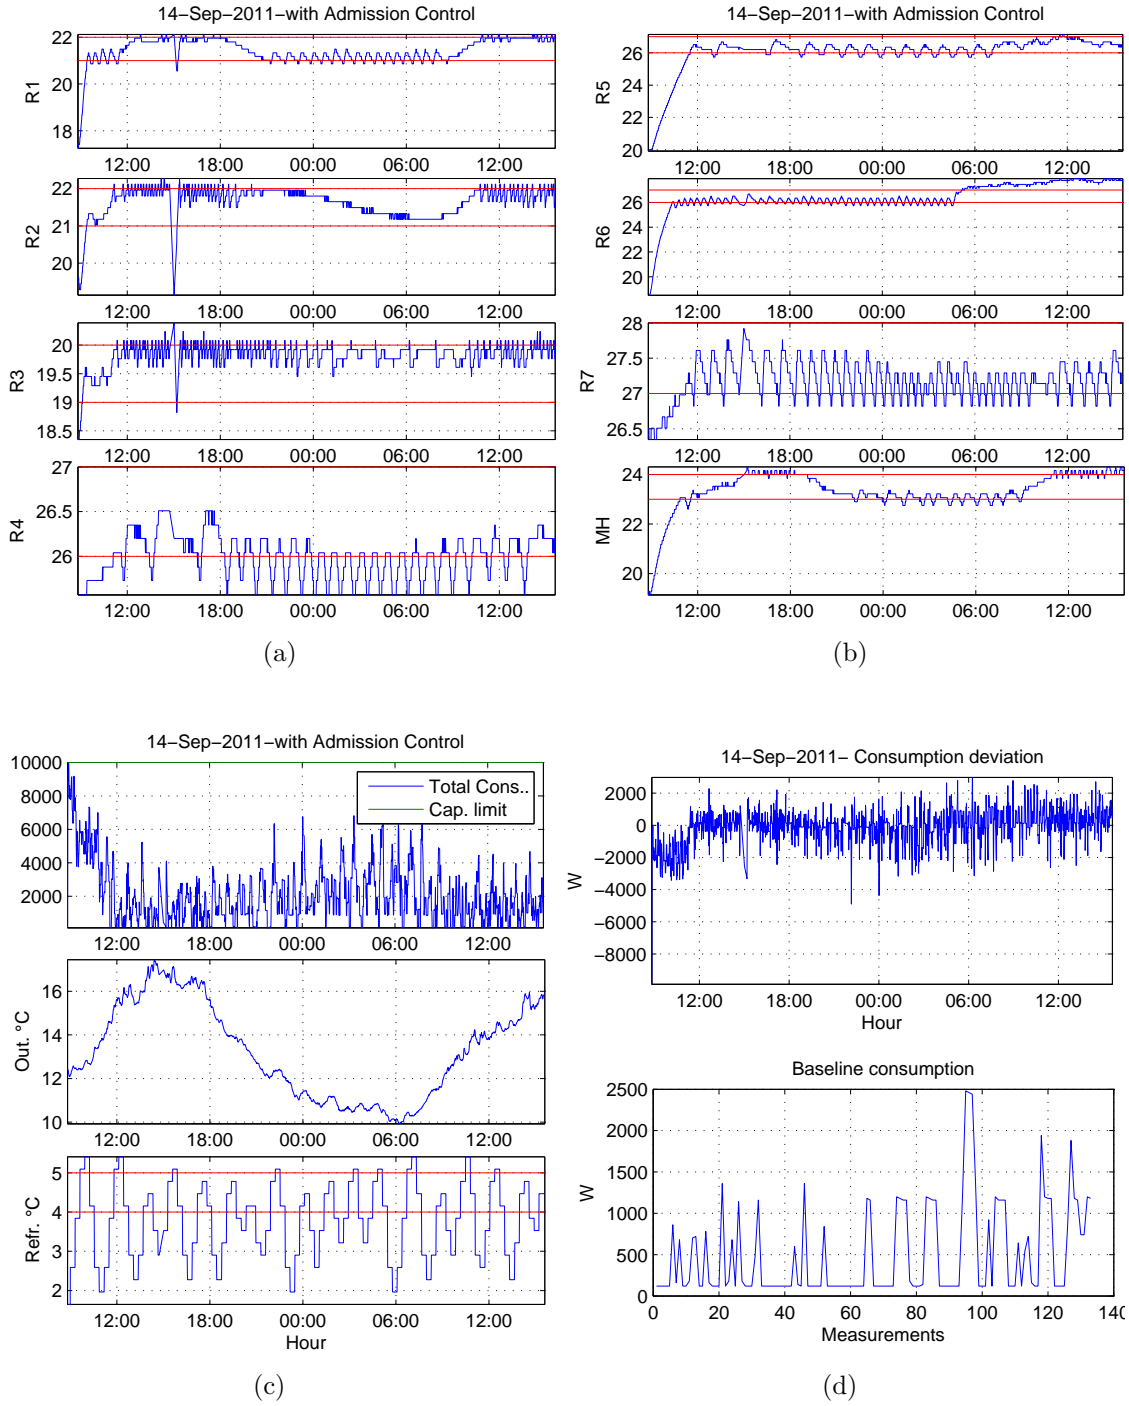 14-Sep-2011-with Admission Control
22
20
18
R1
12:00 18:00 00:00 06:00 12:00
22
21
20
R2
12:00 18:00 00:00 06:00 12:00
20
19.5
19
18.5
R3
12:00 18:00 00:00 06:00 12:00
27
26.5
26
R4
12:00 18:00 00:00 06:00 12:00
(a)
14-Sep-2011-with Admission Control
26
24
22
20
R5
12:00 18:00 00:00 06:00 12:00
26
24
22
20
R6
12:00 18:00 00:00 06:00 12:00
28
27.5
27
26.5
R7
12:00 18:00 00:00 06:00 12:00
24
22
20
MH
12:00 18:00 00:00 06:00 12:00
(b)
14-Sep-2011-with Admission Control
10000
8000
6000
4000
2000
Total Cons..
Cap. limit
12:00 18:00 00:00 06:00 12:00
16
14
12
10
Out. °C
12:00 18:00 00:00 06:00 12:00
5
4
3
2
Refr. °C
12:00 18:00 00:00 06:00 12:00
Hour
(c)
14-Sep-2011- Consumption deviation
2000
0
-2000
-4000
-6000
-8000
W
12:00 18:00 00:00 06:00 12:00
Hour
Baseline consumption
2500
2000
1500
1000
500
0
W
0 20 40 60 80 100 120 140
Measurements
(d)